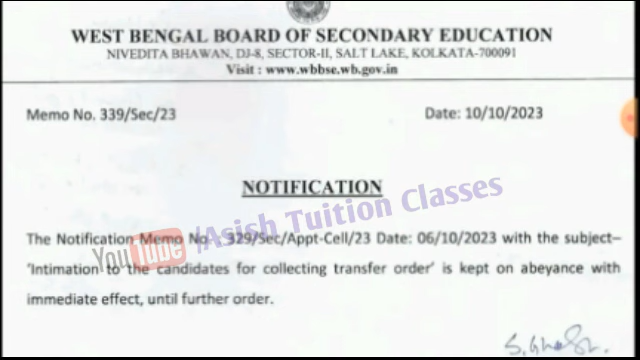 WEST BENGAL BOARD OF SECONDARY EDUCATION
NIVEDITA BHAWAN, DJ-8, SECTOR-II, SALT LAKE, KOLKATA-700091
Visit : www.wbbse.wb.gov.in
Memo No. 339/Sec/23 Date: 10/10/2023
NOTIFICATION
YouTube /Asish Tuition Classes
The Notification Memo No. 329/Sec/Appt-Cell/23 Date: 06/10/2023 with the subject–
'Intimation to the candidates for collecting transfer order' is kept on abeyance with
immediate effect, until further order.